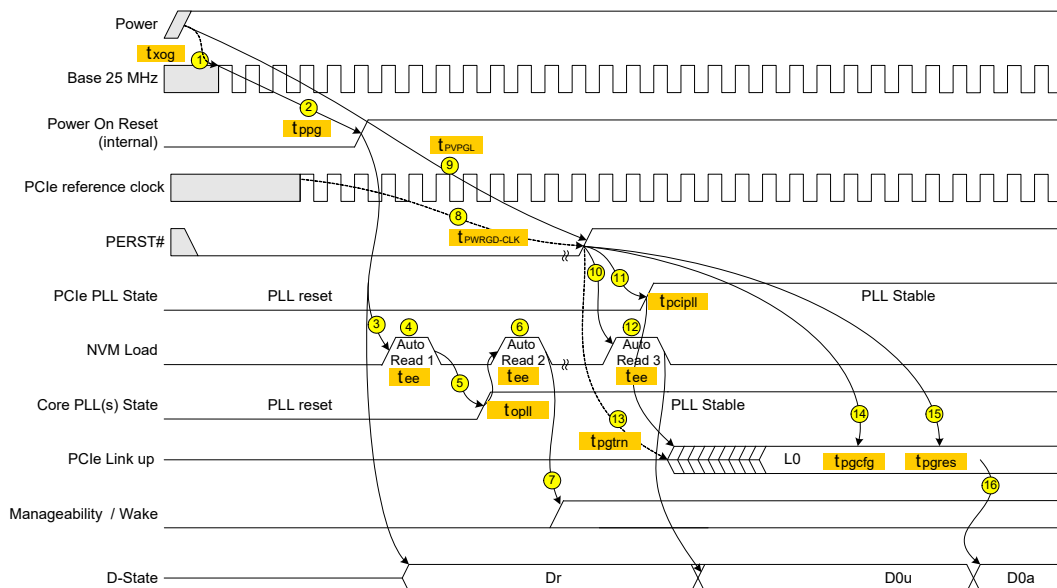 Power
txog
1
Base 25 MHz
2
tppg
Power On Reset
(internal)
tPVPGL
9
PCIe reference clock
8
tPWRGD-CLK
PERST#
10
11
PCIe PLL State
PLL reset
tpcipll
PLL Stable
3
4
6
12
NVM Load
Auto
Read 1
Auto
Read 2
Auto
Read 3
tee
tee
tee
5
Core PLL(s) State
PLL reset
topll
PLL Stable
13
14
15
tpgtrn
PCIe Link up
L0
tpgcfg
tpgres
7
16
Manageability / Wake
D-State
Dr
D0u
D0a